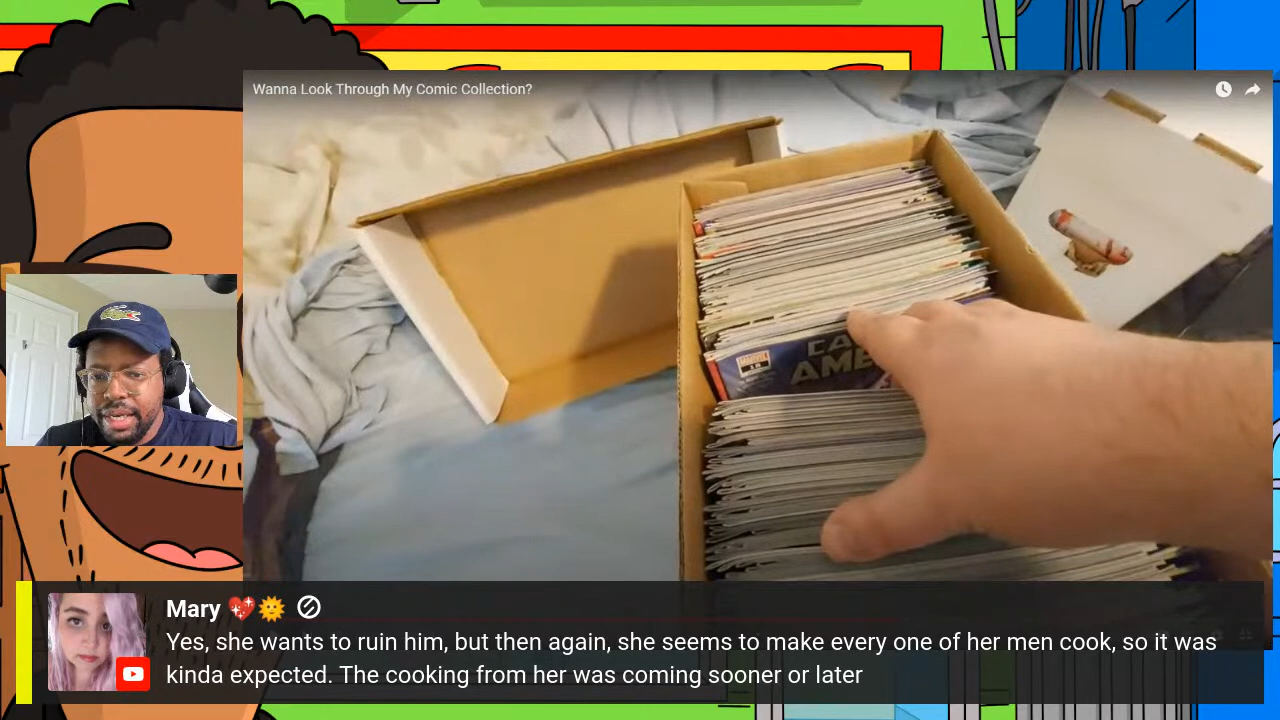 Wanna Look Through My Comic Collection?
MARVEL
CA
AME
Mary 💖🌞
Yes, she wants to ruin him, but then again, she seems to make every one of her men cook, so it was
kinda expected. The cooking from her was coming sooner or later